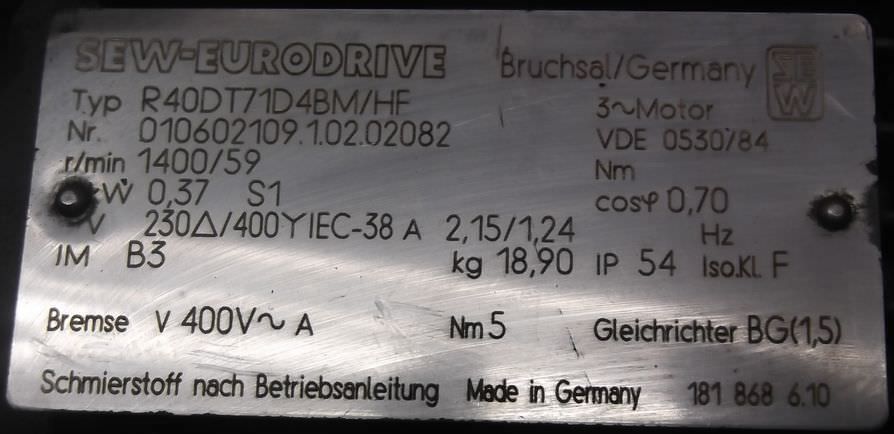 SEW-EURODRIVE Bruchsal/Germany SEW
Typ R40DT71D4BM/HF 3~Motor
Nr. 010602109.1.02.02082 VDE 0530/84
r/min 1400/59 Nm
kW 0,37 S1 cosφ 0,70
V 230Δ/400Y IEC-38 A 2,15/1,24 Hz
IM B3 kg 18,90 IP 54 Iso.Kl. F
Bremse V 400V~ A Nm 5 Gleichrichter BG(1,5)
Schmierstoff nach Betriebsanleitung Made in Germany 181 868 6.10